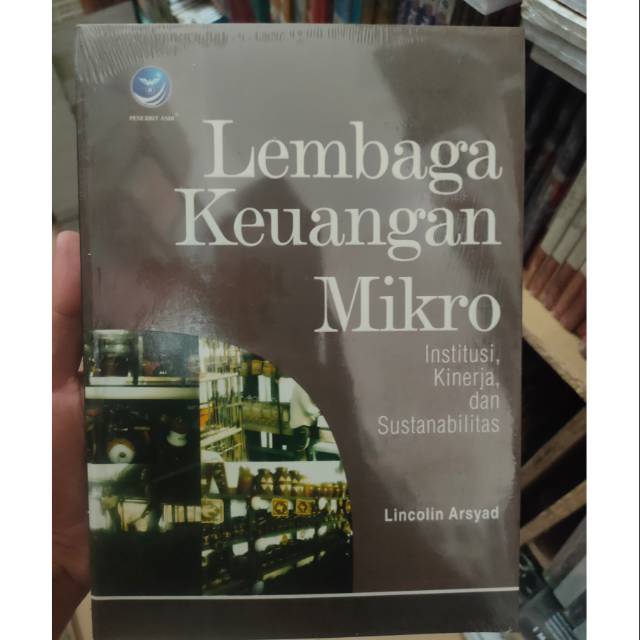 PENERBIT ANDI
Lembaga
Keuangan
Mikro
Institusi,
Kinerja,
dan
Sustanabilitas
Lincolin Arsyad